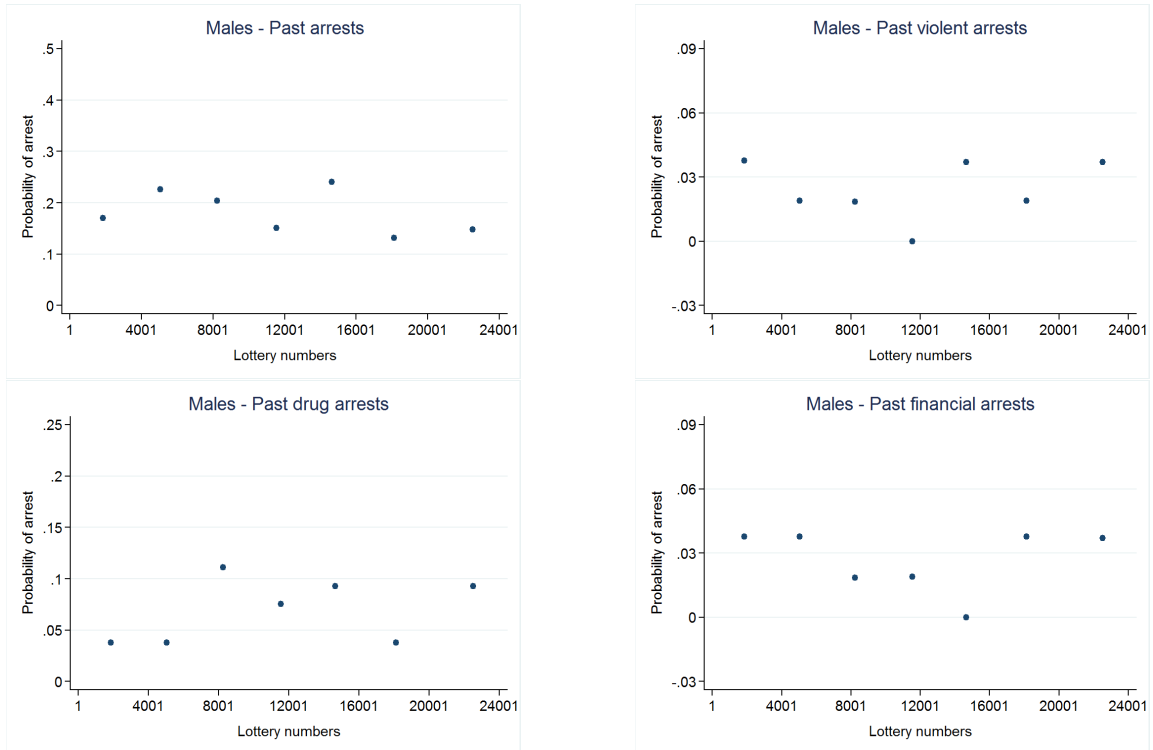 Males - Past arrests
.5
.4
.3
.2
.1
0
Probability of arrest
1 4001 8001 12001 16001 20001 24001
Lottery numbers
Males - Past violent arrests
.09
.06
.03
0
-.03
Probability of arrest
1 4001 8001 12001 16001 20001 24001
Lottery numbers
Males - Past drug arrests
.25
.2
.15
.1
.05
0
Probability of arrest
1 4001 8001 12001 16001 20001 24001
Lottery numbers
Males - Past financial arrests
.09
.06
.03
0
-.03
Probability of arrest
1 4001 8001 12001 16001 20001 24001
Lottery numbers